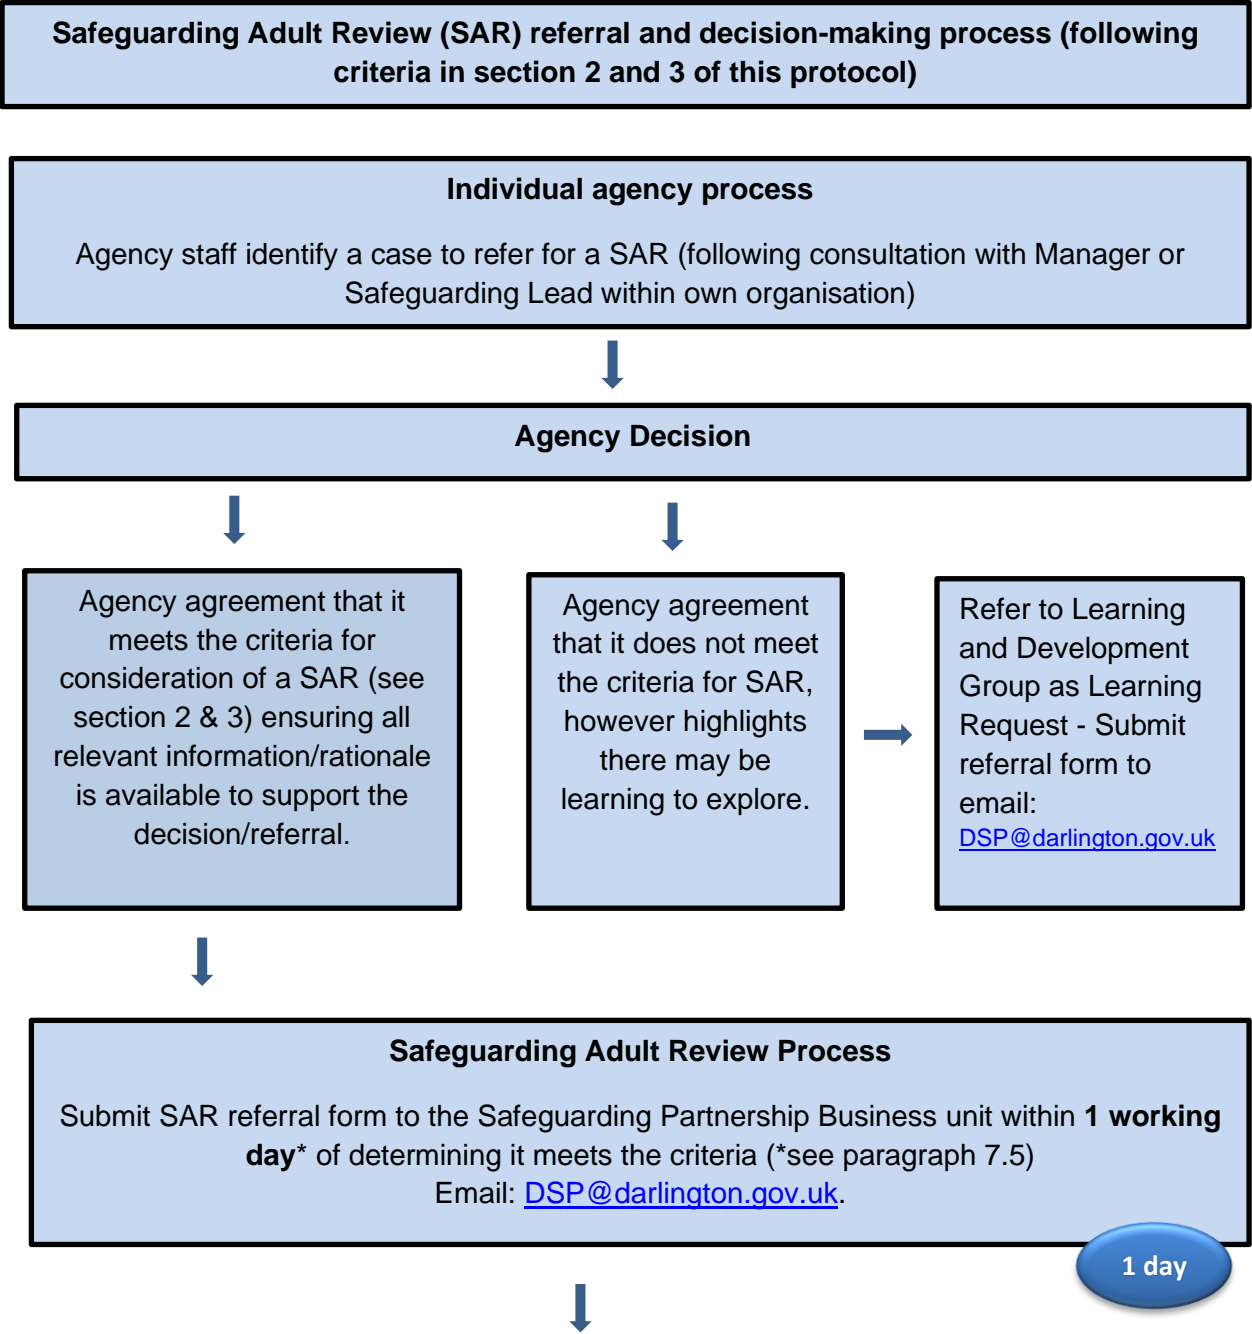 Safeguarding Adult Review (SAR) referral and decision-making process (following
criteria in section 2 and 3 of this protocol)
Individual agency process
Agency staff identify a case to refer for a SAR (following consultation with Manager or
Safeguarding Lead within own organisation)
Agency Decision
Agency agreement that it
meets the criteria for
consideration of a SAR (see
section 2 & 3) ensuring all
relevant information/rationale
is available to support the
decision/referral.
Agency agreement
that it does not meet
the criteria for SAR,
however highlights
there may be
learning to explore.
Refer to Learning
and Development
Group as Learning
Request - Submit
referral form to
email:
DSP@darlington.gov.uk
Safeguarding Adult Review Process
Submit SAR referral form to the Safeguarding Partnership Business unit within 1 working
day* of determining it meets the criteria (*see paragraph 7.5)
Email: DSP@darlington.gov.uk.
1 day